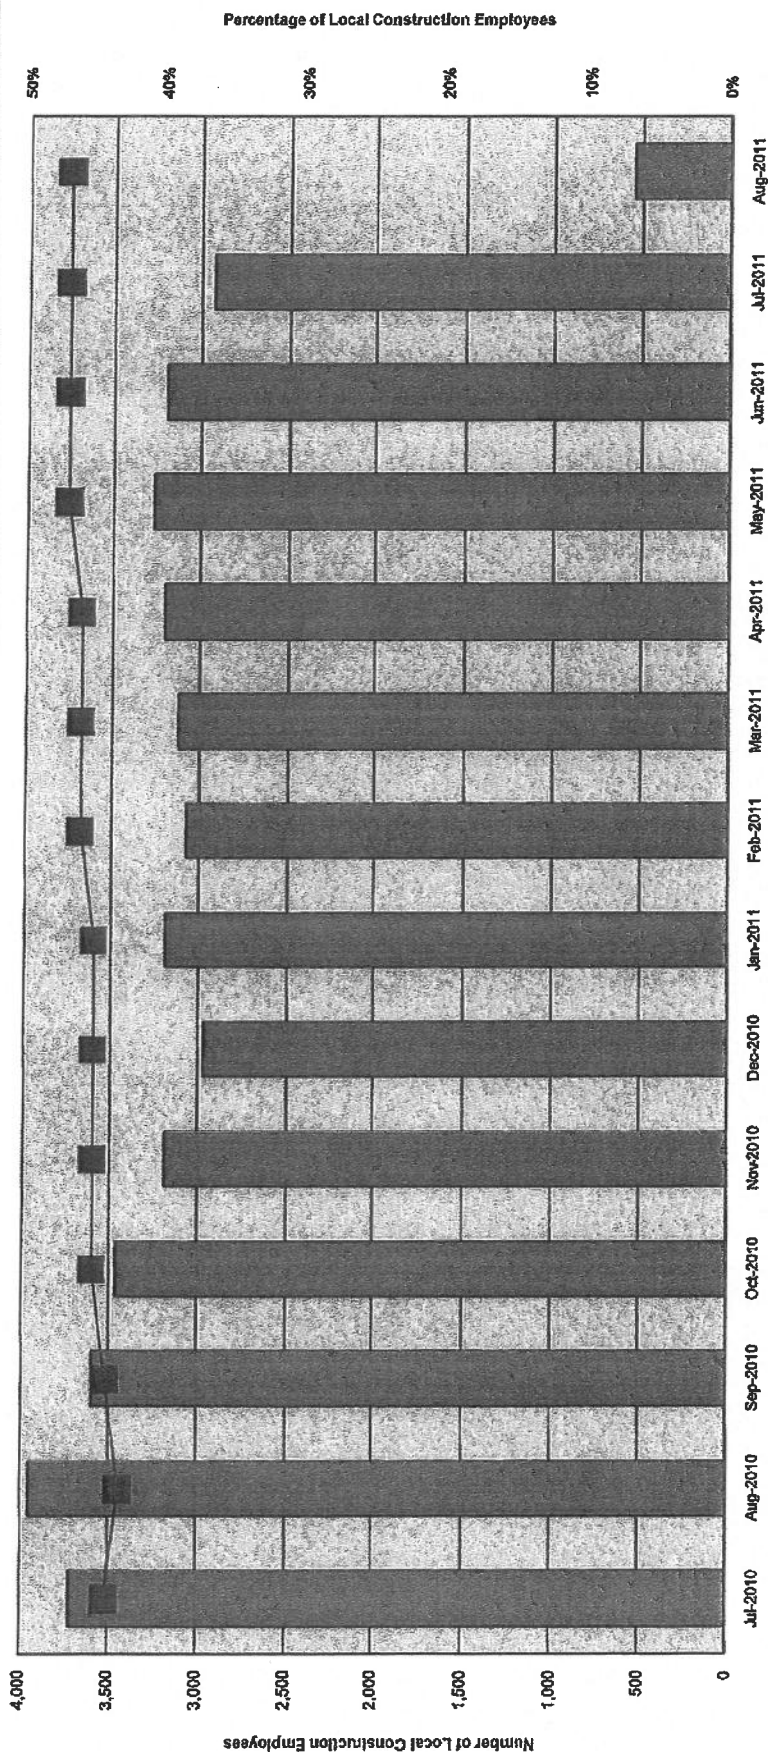 Number of Local Construction Employees
4,000
3,500
3,000
2,500
2,000
1,500
1,000
500
0
Jul-2010
Aug-2010
Sep-2010
Oct-2010
Nov-2010
Dec-2010
Jan-2011
Feb-2011
Mar-2011
Apr-2011
May-2011
Jun-2011
Jul-2011
Aug-2011
50%
40%
30%
20%
10%
0%
Percentage of Local Construction Employees